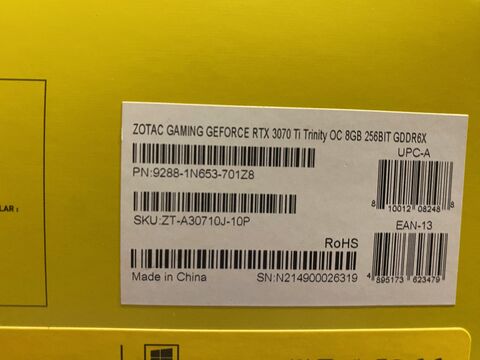 ZOTAC GAMING GEFORCE RTX 3070 Ti Trinity OC 8GB 256BIT GDDR6X
UPC-A
PN:9288-1N653-701Z8
8 10012 08248 8
SKU:ZT-A30710J-10P
EAN-13
RoHS
Made in China
SN:N214900026319
4 895173 623479
LAR :